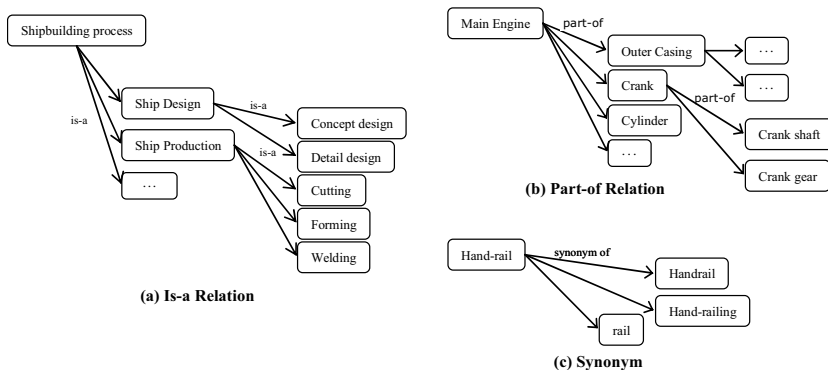 Shipbuilding process
is-a
Ship Design
is-a
Concept design
Detail design
Ship Production
is-a
Cutting
Forming
Welding
...
(a) Is-a Relation
Main Engine
part-of
Outer Casing
...
...
Crank
part-of
Crank shaft
Crank gear
Cylinder
...
(b) Part-of Relation
Hand-rail
synonym of
Handrail
Hand-railing
rail
(c) Synonym